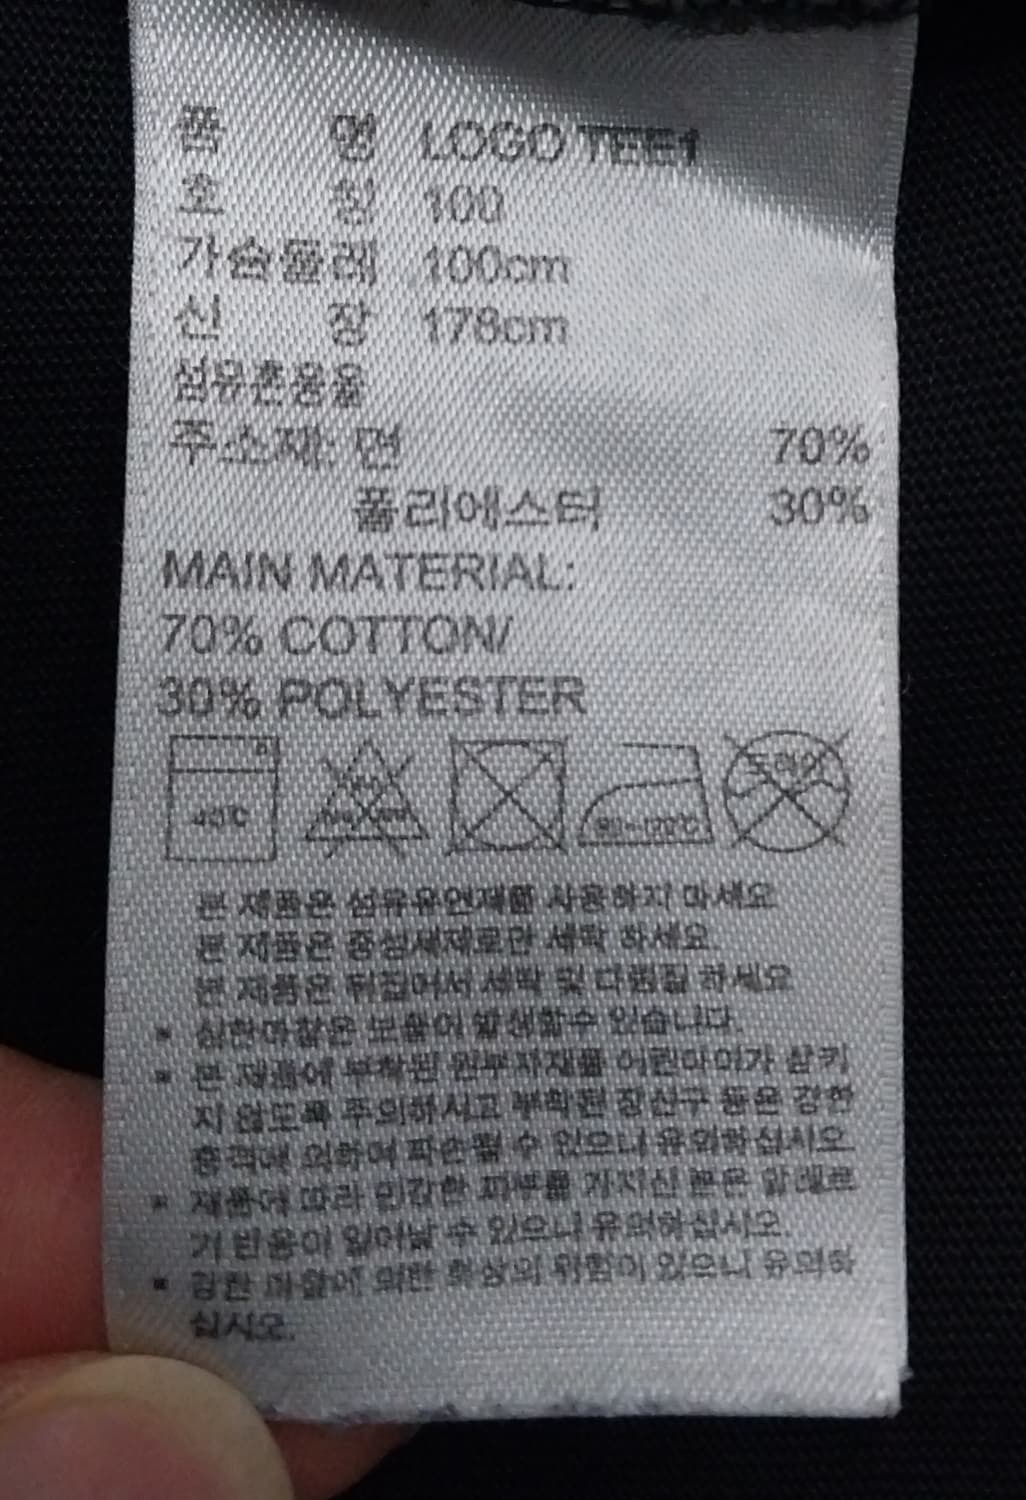 품 명 LOGO TEE1
호 칭 100
가슴둘레 100cm
신 장 178cm
섬유혼용율
주소재: 면 70%
폴리에스터 30%
MAIN MATERIAL:
70% COTTON/
30% POLYESTER
40℃ 80~120℃ 드라이
본 제품은 섬유유연제를 사용하지 마세요
본 제품은 중성세제로만 세탁 하세요.
본 제품은 뒤집어서 세탁 및 다림질 하세요
▪ 심한마찰은 보풀이 발생할수 있습니다.
▪ 본 제품에 부착된 원부자재를 어린아이가 삼키
지 않도록 주의하시고 부착된 장신구 등은 강한
충격에 의하여 파손될 수 있으니 유의하십시오
▪ 제품에 따라 민감한 피부를 가지신 분은 알레르
기 반응이 일어날 수 있으니 유의하십시오.
▪ 강한 마찰에 의한 화상의 위험이 있으니 유의하
십시오.